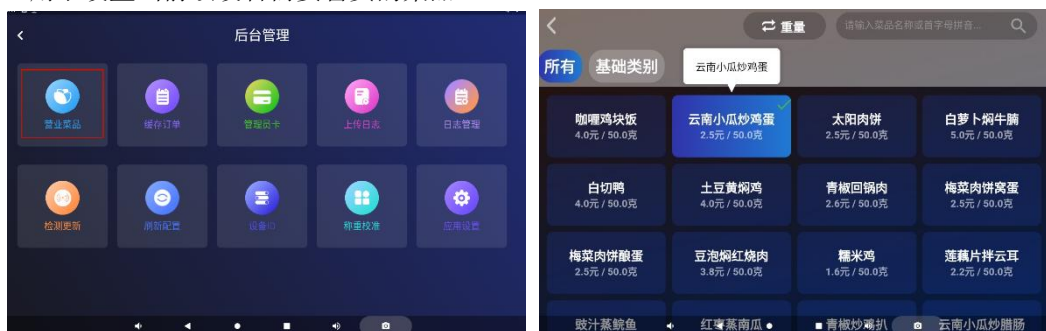 后台管理
营业菜品 缓存订单 管理员卡 上传日志 日志管理
检测更新 刷新配置 设备ID 称重校准 应用设置
重量 请输入菜品名称或首字母拼音...
所有 基础类别 云南小瓜炒鸡蛋
咖喱鸡块饭 云南小瓜炒鸡蛋 太阳肉饼 白萝卜焖牛腩
4.0元 / 50.0克 2.5元 / 50.0克 2.5元 / 50.0克 5.0元 / 50.0克
白切鸭 土豆黄焖鸡 青椒回锅肉 梅菜肉饼窝蛋
4.0元 / 50.0克 4.0元 / 50.0克 2.6元 / 50.0克 2.5元 / 50.0克
梅菜肉饼酿蛋 豆泡焖红烧肉 糯米鸡 莲藕片拌云耳
2.5元 / 50.0克 3.8元 / 50.0克 1.6元 / 50.0克 2.2元 / 50.0克
豉汁蒸鲩鱼 红枣蒸南瓜 青椒炒鸡扒 云南小瓜炒腊肠